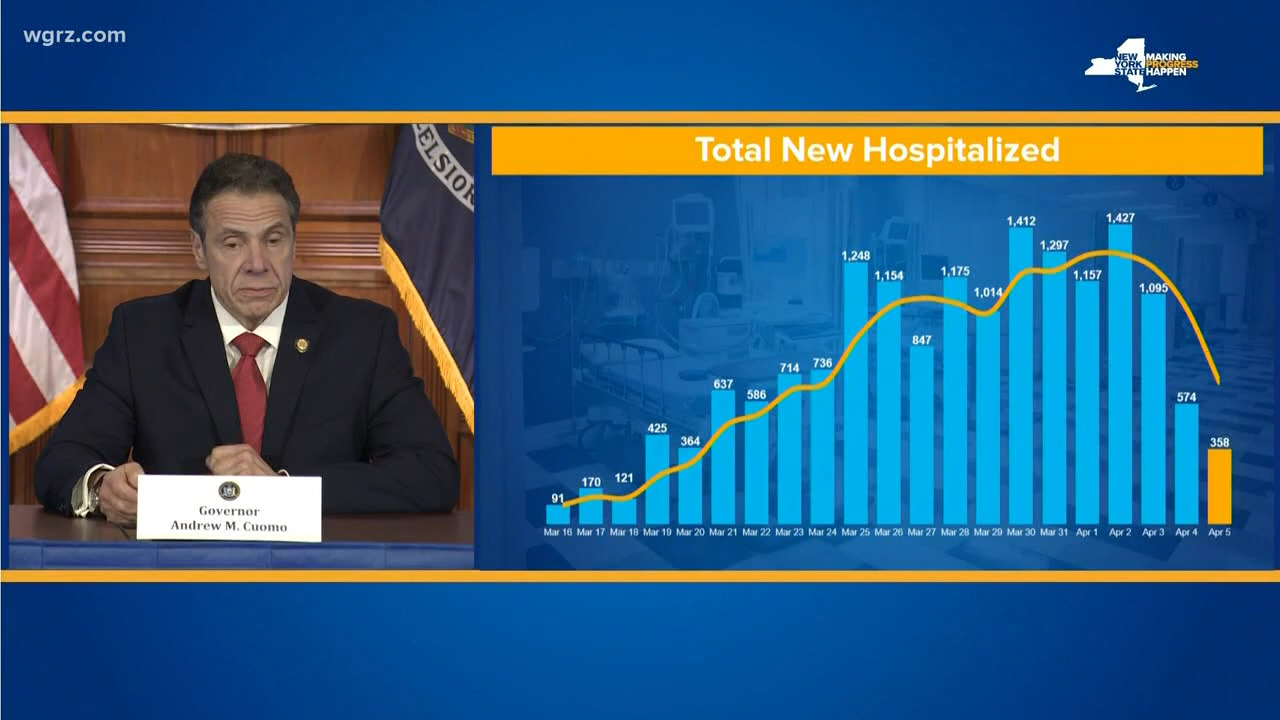 wgrz.com
NEW
YORK
STATE
MAKING
PROGRESS
HAPPEN
ELSIOR
Governor
Andrew M. Cuomo
Total New Hospitalized
91
170
121
425
364
637
586
714
736
1,248
1,154
847
1,175
1,014
1,412
1,297
1,157
1,427
1,095
574
358
Mar 16 Mar 17 Mar 18 Mar 19 Mar 20 Mar 21 Mar 22 Mar 23 Mar 24 Mar 25 Mar 26 Mar 27 Mar 28 Mar 29 Mar 30 Mar 31 Apr 1 Apr 2 Apr 3 Apr 4 Apr 5